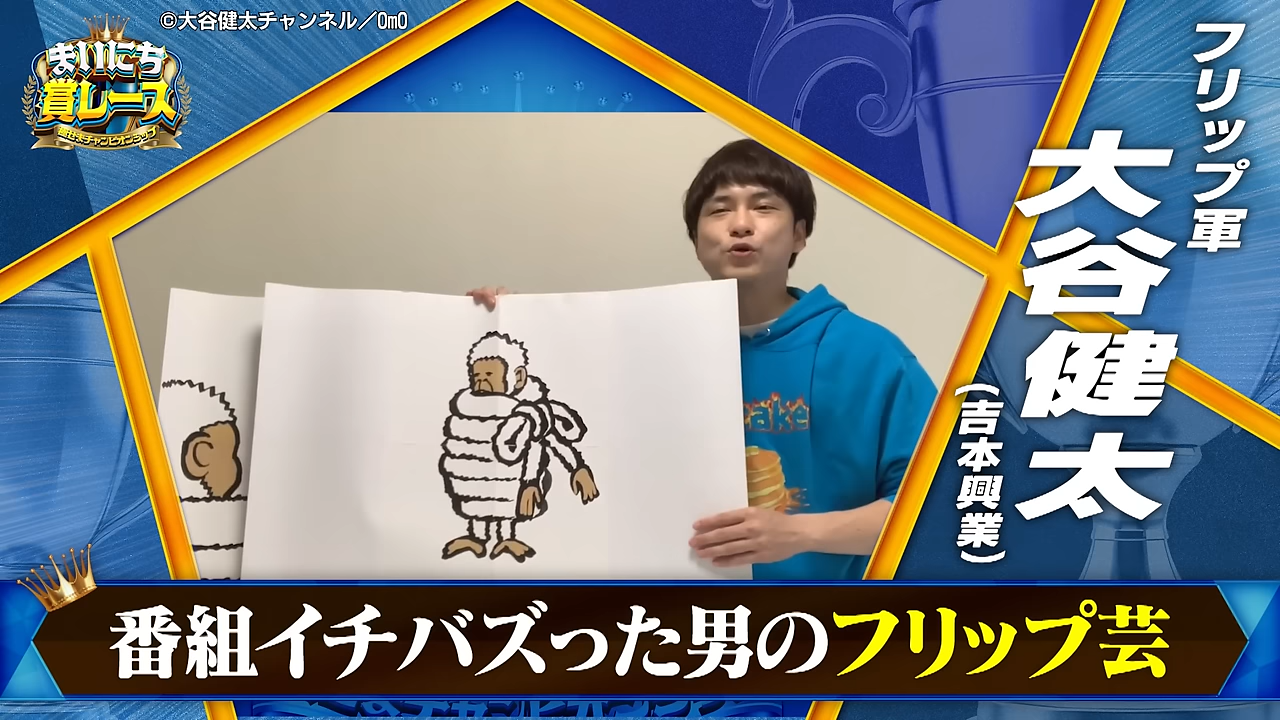 ©大谷健太チャンネル／OmO
まいにち
賞レース
フリップ軍
大谷健太
(吉本興業)
cake
番組イチバズった男のフリップ芸